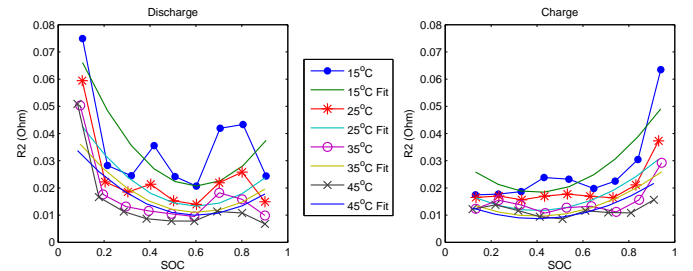 Discharge
R2 (Ohm)
0.08
0.07
0.06
0.05
0.04
0.03
0.02
0.01
0
0 0.2 0.4 0.6 0.8 1
SOC
15°C
15°C Fit
25°C
25°C Fit
35°C
35°C Fit
45°C
45°C Fit
Charge
R2 (Ohm)
0.08
0.07
0.06
0.05
0.04
0.03
0.02
0.01
0
0 0.2 0.4 0.6 0.8 1
SOC